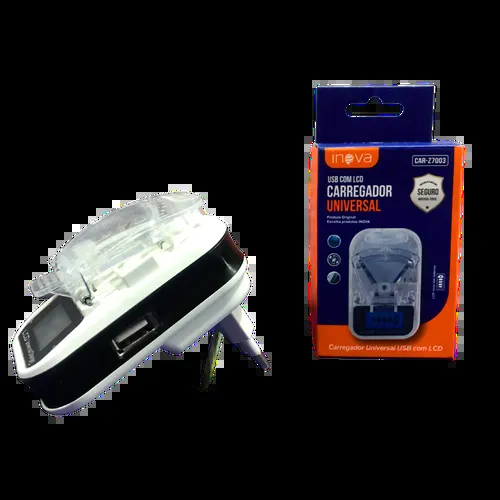 inova
CAR-Z7003
USB COM LCD
CARREGADOR
UNIVERSAL
Produto Original
Escolha produtos INOVA
SEGURO
Carregador Universal USB com LCD